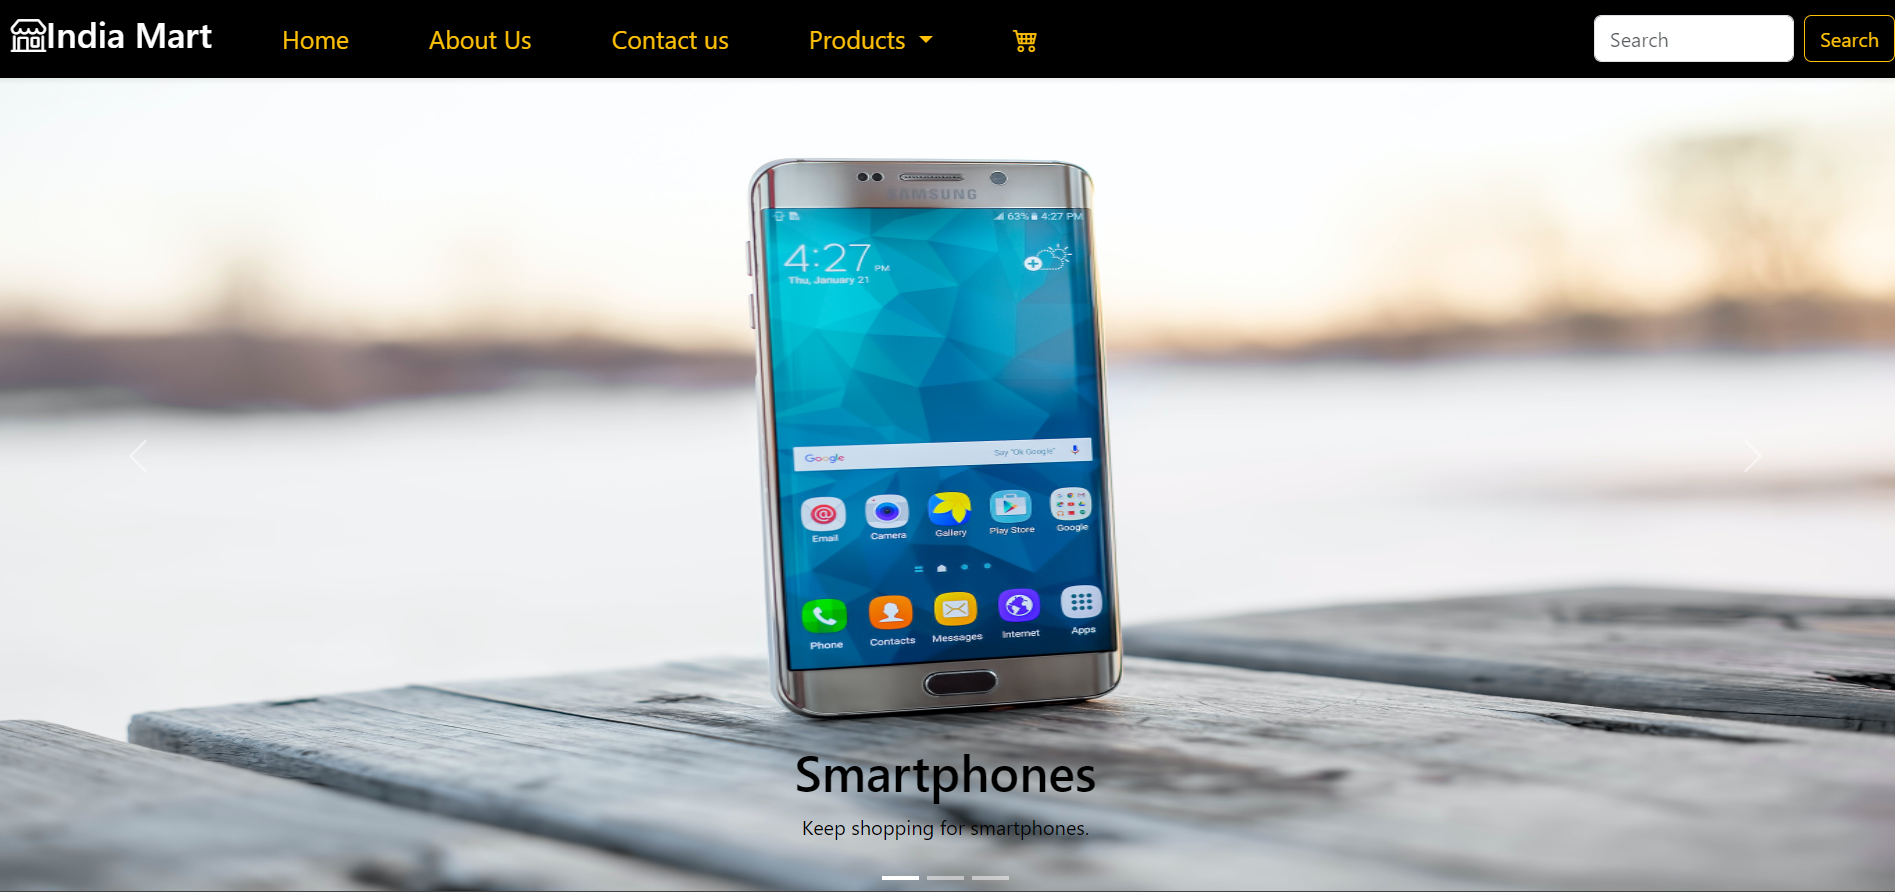 India Mart Home About Us Contact us Products Search Search
SAMSUNG
63% 4:27 PM
4:27 PM
Thu, January 21
Google Say "Ok Google"
Email Camera Gallery Play Store Google
Phone Contacts Messages Internet Apps
Smartphones
Keep shopping for smartphones.